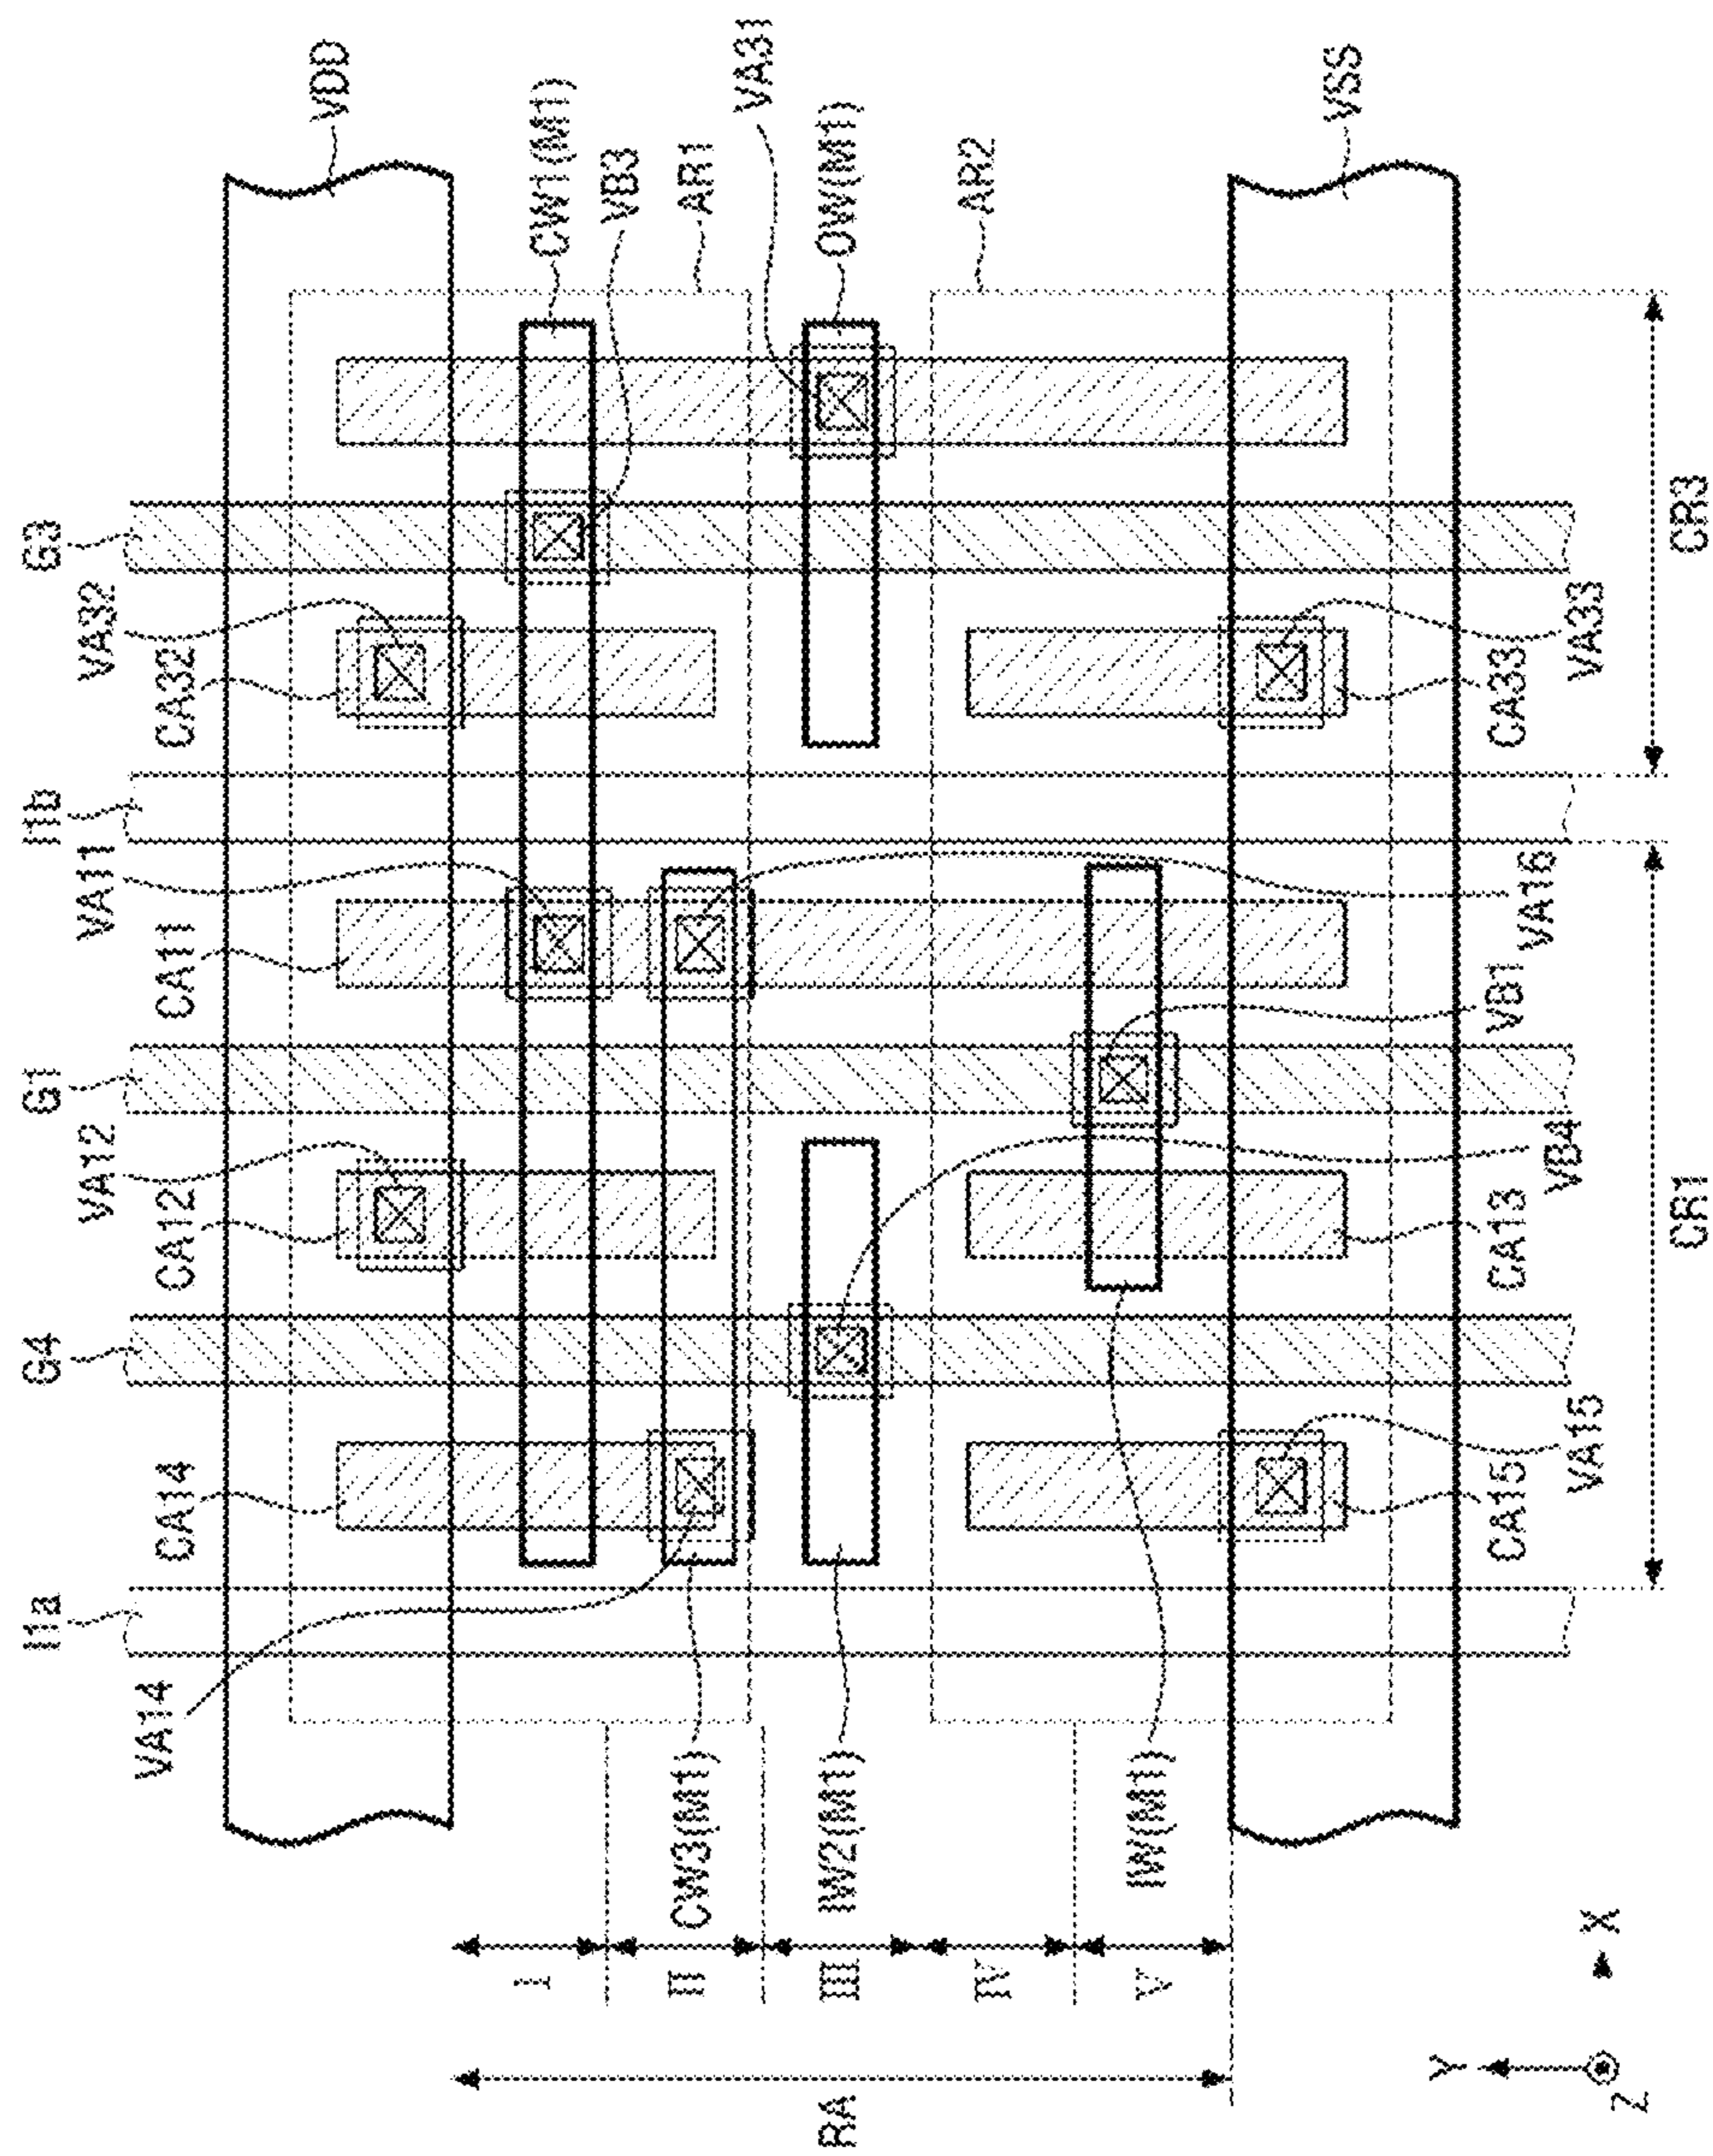 I1a
G4
G1
I1b
G3
VA14
CA14
CA12
VA12
CA11
VA11
CA32
VA32
VDD
CW1(M1)
VB3
AR1
VA31
OW(M1)
AR2
VSS
CW3(M1)
IW2(M1)
IW(M1)
RA
I
II
III
IV
V
CA15
VA15
CA13
VB4
VB1
VA16
CA33
VA33
CR1
CR3
Y
Z
X